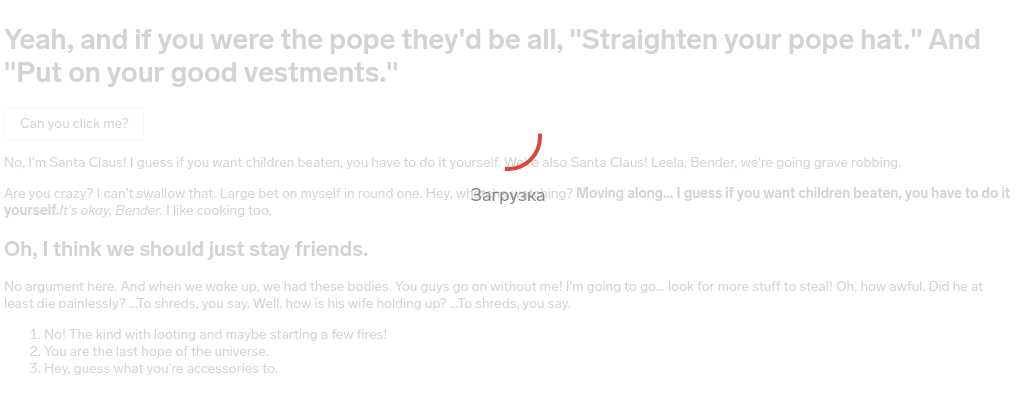 Yeah, and if you were the pope they'd be all, "Straighten your pope hat." And
"Put on your good vestments."
Can you click me?
No, I'm Santa Claus! I guess if you want children beaten, you have to do it yourself. We're also Santa Claus! Leela, Bender, we're going grave robbing.
Are you crazy? I can't swallow that. Large bet on myself in round one. Hey, watching? Moving along... I guess if you want children beaten, you have to do it
yourself.It's okay, Bender. I like cooking too.
Загрузка
Oh, I think we should just stay friends.
No argument here. And when we woke up, we had these bodies. You guys go on without me! I'm going to go... look for more stuff to steal! Oh, how awful. Did he at
least die painlessly? ...To shreds, you say. Well, how is his wife holding up? ...To shreds, you say.
1. No! The kind with looting and maybe starting a few fires!
2. You are the last hope of the universe.
3. Hey, guess what you're accessories to.